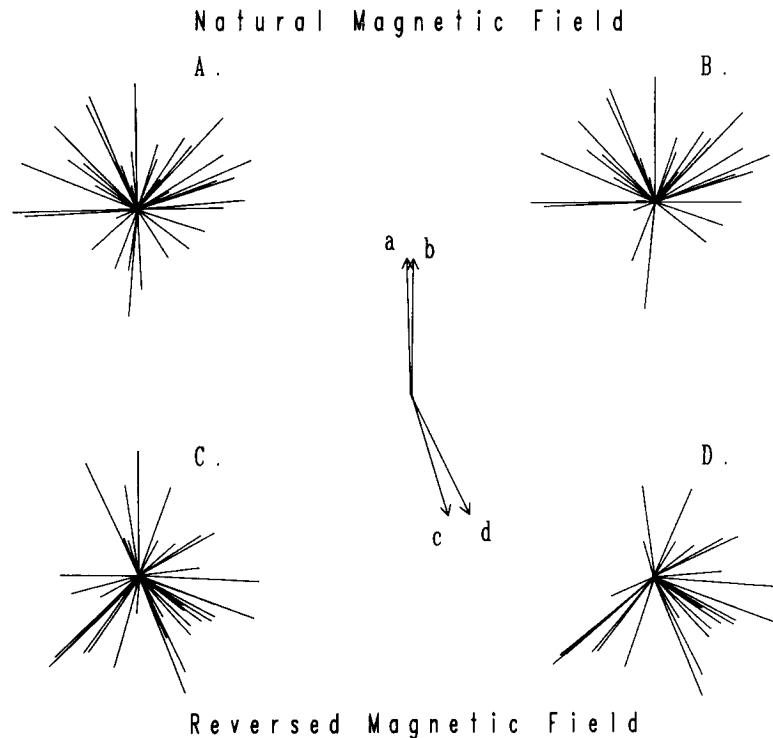 Natural Magnetic Field
A. B.
a b
C. D.
c d
Reversed Magnetic Field